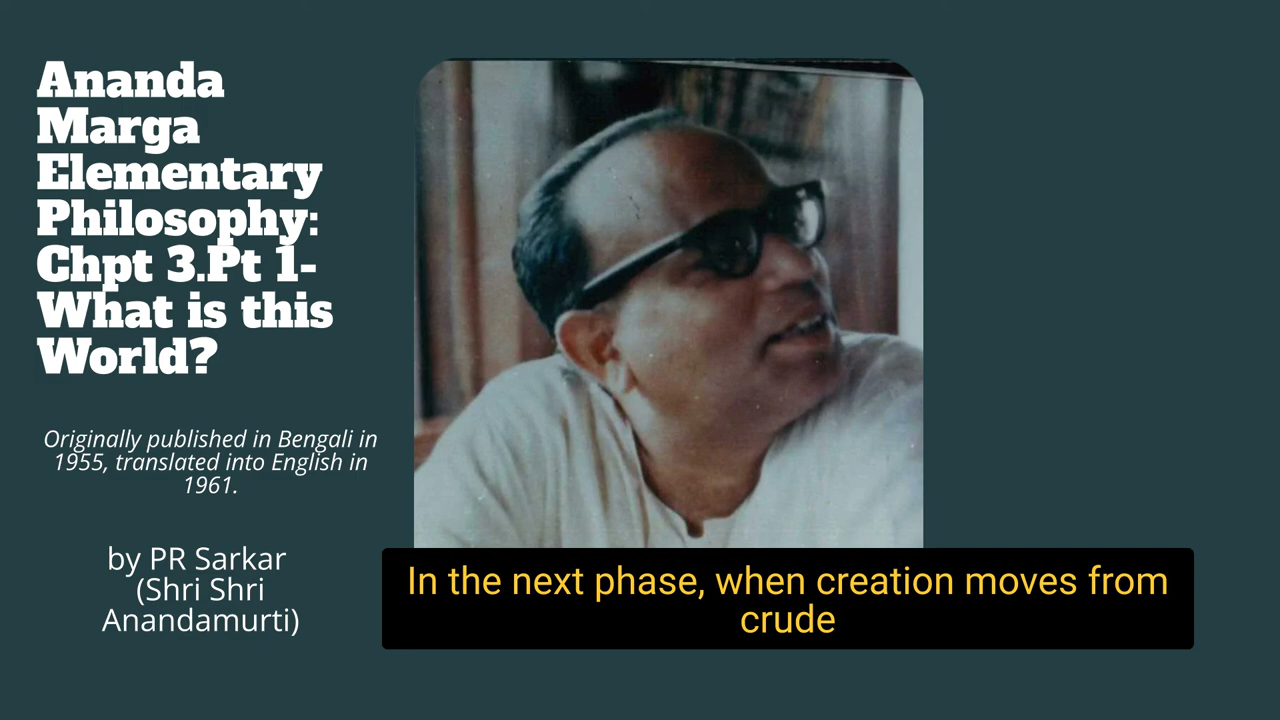 Ananda
Marga
Elementary
Philosophy:
Chpt 3.Pt 1-
What is this
World?
Originally published in Bengali in
1955, translated into English in
1961.
by PR Sarkar
(Shri Shri
Anandamurti)
In the next phase, when creation moves from
crude